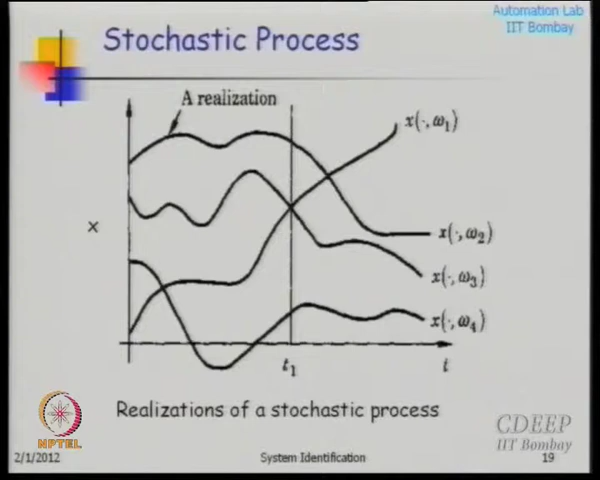 Automation Lab
IIT Bombay
Stochastic Process
A realization
x(·, ω₁)
x
x(·, ω₂)
x(·, ω₃)
x(·, ω₄)
t₁
t
Realizations of a stochastic process
NPTEL
CDEEP
IIT Bombay
2/1/2012
System Identification
19